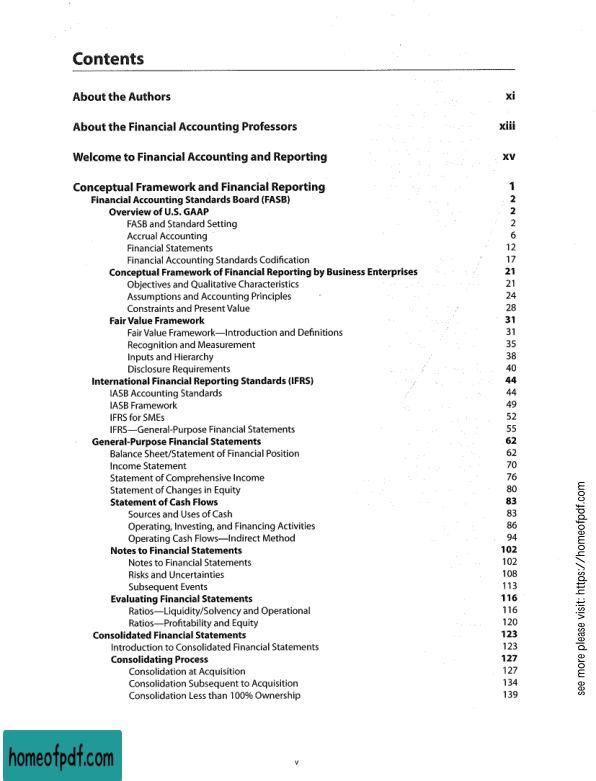 Contents
About the Authors xi
About the Financial Accounting Professors xiii
Welcome to Financial Accounting and Reporting xv
Conceptual Framework and Financial Reporting 1
Financial Accounting Standards Board (FASB) 2
Overview of U.S. GAAP 2
FASB and Standard Setting 2
Accrual Accounting 6
Financial Statements 12
Financial Accounting Standards Codification 17
Conceptual Framework of Financial Reporting by Business Enterprises 21
Objectives and Qualitative Characteristics 21
Assumptions and Accounting Principles 24
Constraints and Present Value 28
Fair Value Framework 31
Fair Value Framework—Introduction and Definitions 31
Recognition and Measurement 35
Inputs and Hierarchy 38
Disclosure Requirements 40
International Financial Reporting Standards (IFRS) 44
IASB Accounting Standards 44
IASB Framework 49
IFRS for SMEs 52
IFRS—General-Purpose Financial Statements 55
General-Purpose Financial Statements 62
Balance Sheet/Statement of Financial Position 62
Income Statement 70
Statement of Comprehensive Income 76
Statement of Changes in Equity 80
Statement of Cash Flows 83
Sources and Uses of Cash 83
Operating, Investing, and Financing Activities 86
Operating Cash Flows—Indirect Method 94
Notes to Financial Statements 102
Notes to Financial Statements 102
Risks and Uncertainties 108
Subsequent Events 113
Evaluating Financial Statements 116
Ratios—Liquidity/Solvency and Operational 116
Ratios—Profitability and Equity 120
Consolidated Financial Statements 123
Introduction to Consolidated Financial Statements 123
Consolidating Process 127
Consolidation at Acquisition 127
Consolidation Subsequent to Acquisition 134
Consolidation Less than 100% Ownership 139
see more please visit: https://homeofpdf.com
homeofpdf.com
v